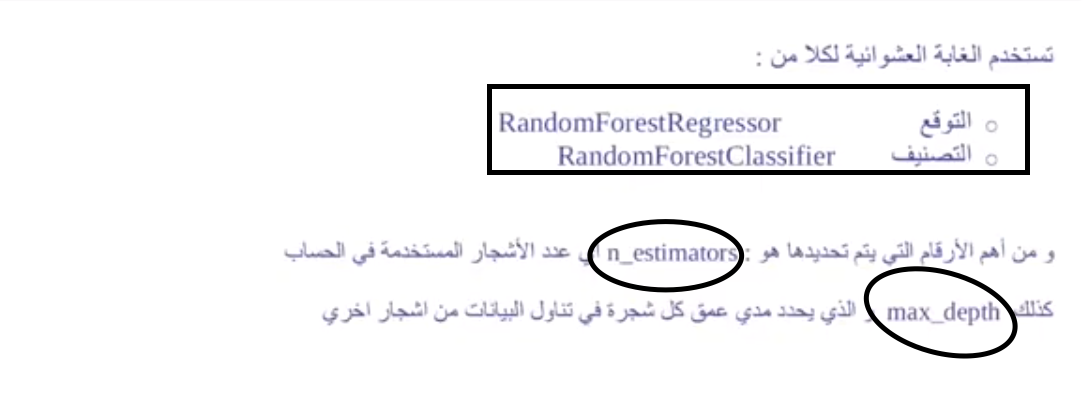 تستخدم الغابة العشوائية لكلا من :
○ التوقع RandomForestRegressor
○ التصنيف RandomForestClassifier
و من أهم الأرقام التي يتم تحديدها هو : n_estimators عدد الأشجار المستخدمة في الحساب
كذلك max_depth الذي يحدد مدي عمق كل شجرة في تناول البيانات من اشجار اخري